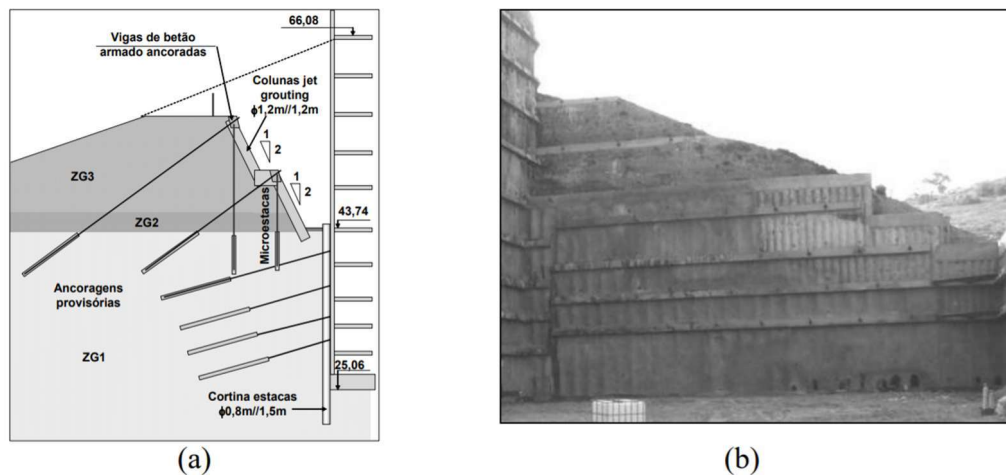 66,08
Vigas de betão
armado ancoradas
Colunas jet
grouting
ϕ1,2m//1,2m
1
2
ZG3
1
2
43,74
ZG2
Microestacas
Ancoragens
provisórias
ZG1
25,06
Cortina estacas
ϕ0,8m//1,5m
(a)
(b)